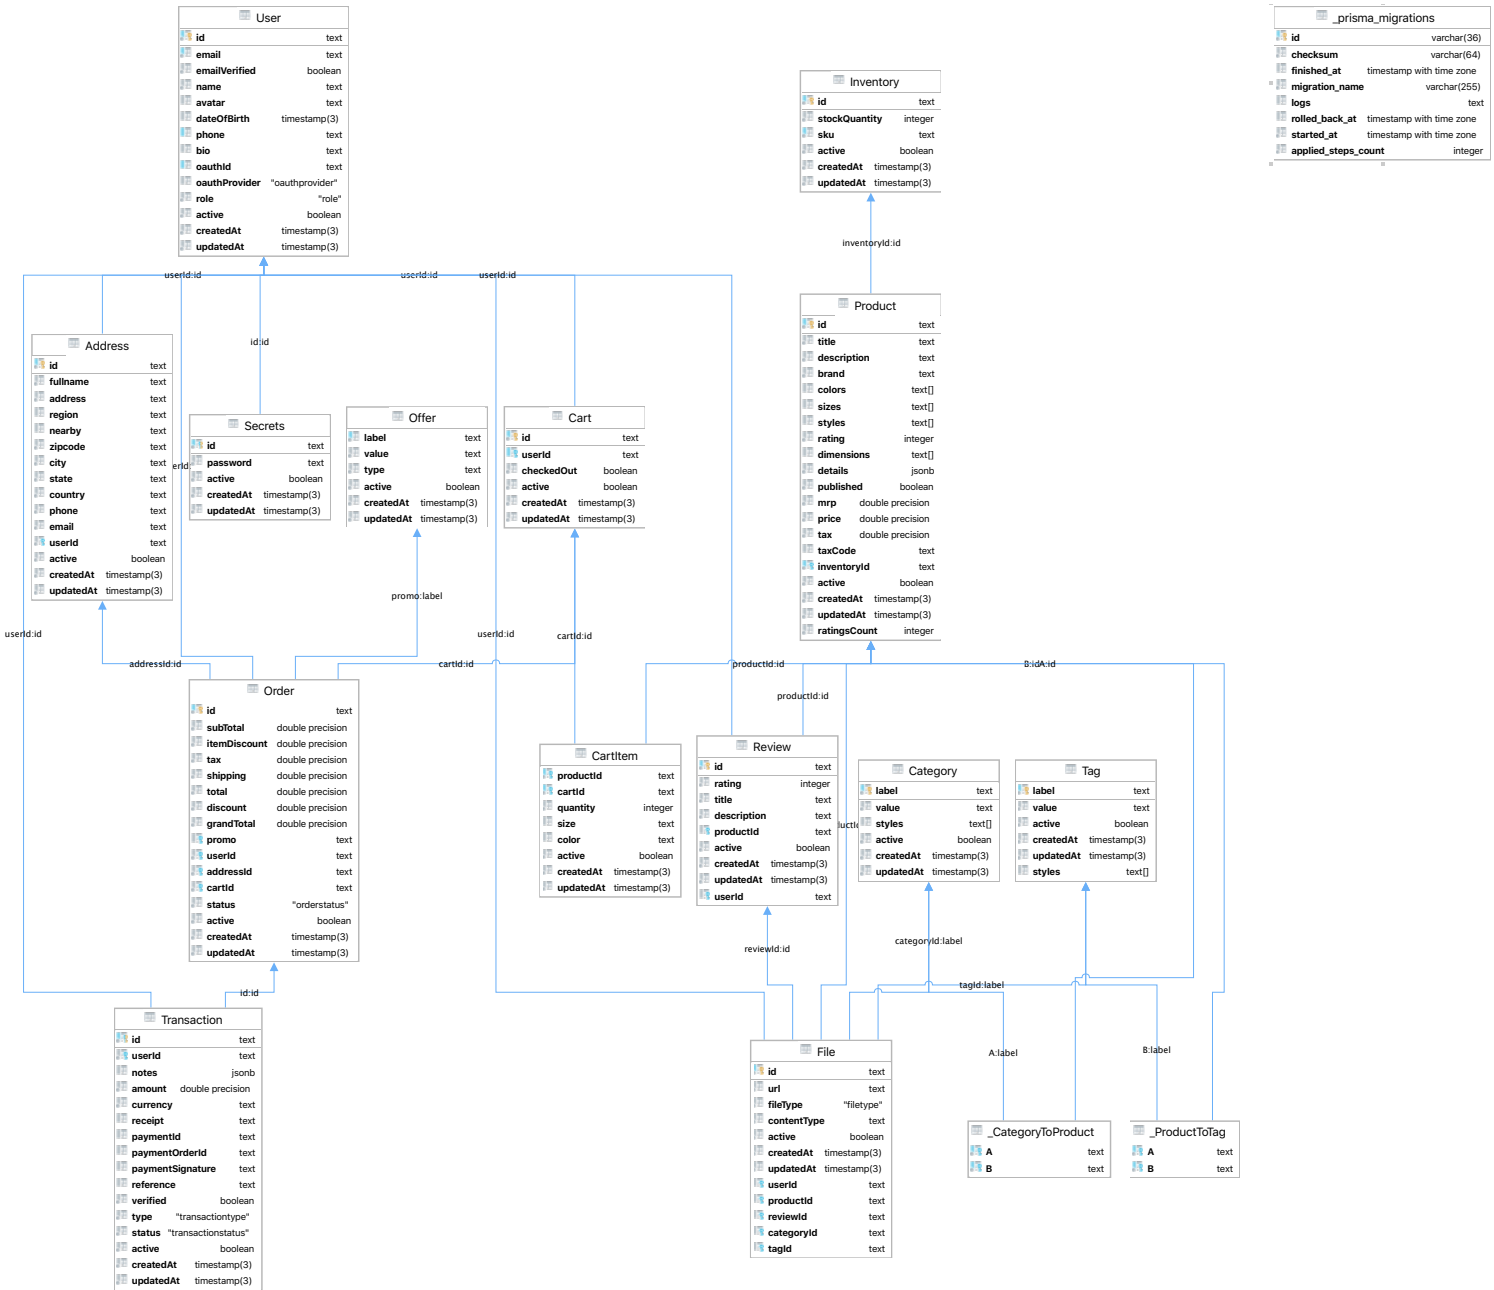 User
id text
email text
emailVerified boolean
name text
avatar text
dateOfBirth timestamp(3)
phone text
bio text
oauthId text
oauthProvider "oauthprovider"
role "role"
active boolean
createdAt timestamp(3)
updatedAt timestamp(3)
_prisma_migrations
id varchar(36)
checksum varchar(64)
finished_at timestamp with time zone
migration_name varchar(255)
logs text
rolled_back_at timestamp with time zone
started_at timestamp with time zone
applied_steps_count integer
Inventory
id text
stockQuantity integer
sku text
active boolean
createdAt timestamp(3)
updatedAt timestamp(3)
inventoryId:id
userId:id
userId:id
userId:id
id:id
Product
id text
title text
description text
brand text
colors text[]
sizes text[]
styles text[]
rating integer
dimensions text[]
details jsonb
published boolean
mrp double precision
price double precision
tax double precision
taxCode text
inventoryId text
active boolean
createdAt timestamp(3)
updatedAt timestamp(3)
ratingsCount integer
Address
id text
fullname text
address text
region text
nearby text
zipcode text
city text
state text
country text
phone text
email text
userId text
active boolean
createdAt timestamp(3)
updatedAt timestamp(3)
Secrets
id text
password text
active boolean
createdAt timestamp(3)
updatedAt timestamp(3)
Offer
label text
value text
type text
active boolean
createdAt timestamp(3)
updatedAt timestamp(3)
Cart
id text
userId text
checkedOut boolean
active boolean
createdAt timestamp(3)
updatedAt timestamp(3)
promo:label
userId:id
userId:id
cartId:id
addressId:id
cartId:id
productId:id
B:id
A:id
productId:id
Order
id text
subTotal double precision
itemDiscount double precision
tax double precision
shipping double precision
total double precision
discount double precision
grandTotal double precision
promo text
userId text
addressId text
cartId text
status "orderstatus"
active boolean
createdAt timestamp(3)
updatedAt timestamp(3)
CartItem
productId text
cartId text
quantity integer
size text
color text
active boolean
createdAt timestamp(3)
updatedAt timestamp(3)
Review
id text
rating integer
title text
description text
productId text
active boolean
createdAt timestamp(3)
updatedAt timestamp(3)
userId text
Category
label text
value text
styles text[]
active boolean
createdAt timestamp(3)
updatedAt timestamp(3)
Tag
label text
value text
active boolean
createdAt timestamp(3)
updatedAt timestamp(3)
styles text[]
reviewId:id
categoryId:label
tagId:label
id:id
A:label
B:label
Transaction
id text
userId text
notes jsonb
amount double precision
currency text
receipt text
paymentId text
paymentOrderId text
paymentSignature text
reference text
verified boolean
type "transactiontype"
status "transactionstatus"
active boolean
createdAt timestamp(3)
updatedAt timestamp(3)
File
id text
url text
fileType "filetype"
contentType text
active boolean
createdAt timestamp(3)
updatedAt timestamp(3)
userId text
productId text
reviewId text
categoryId text
tagId text
_CategoryToProduct
A text
B text
_ProductToTag
A text
B text